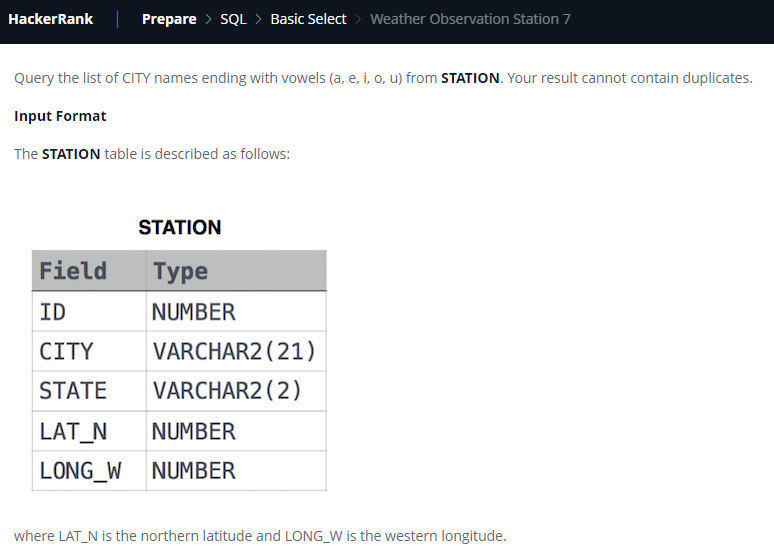 HackerRank | Prepare > SQL > Basic Select > Weather Observation Station 7
Query the list of CITY names ending with vowels (a, e, i, o, u) from STATION. Your result cannot contain duplicates.
Input Format
The STATION table is described as follows:
STATION
Field Type
ID NUMBER
CITY VARCHAR2(21)
STATE VARCHAR2(2)
LAT_N NUMBER
LONG_W NUMBER
where LAT_N is the northern latitude and LONG_W is the western longitude.